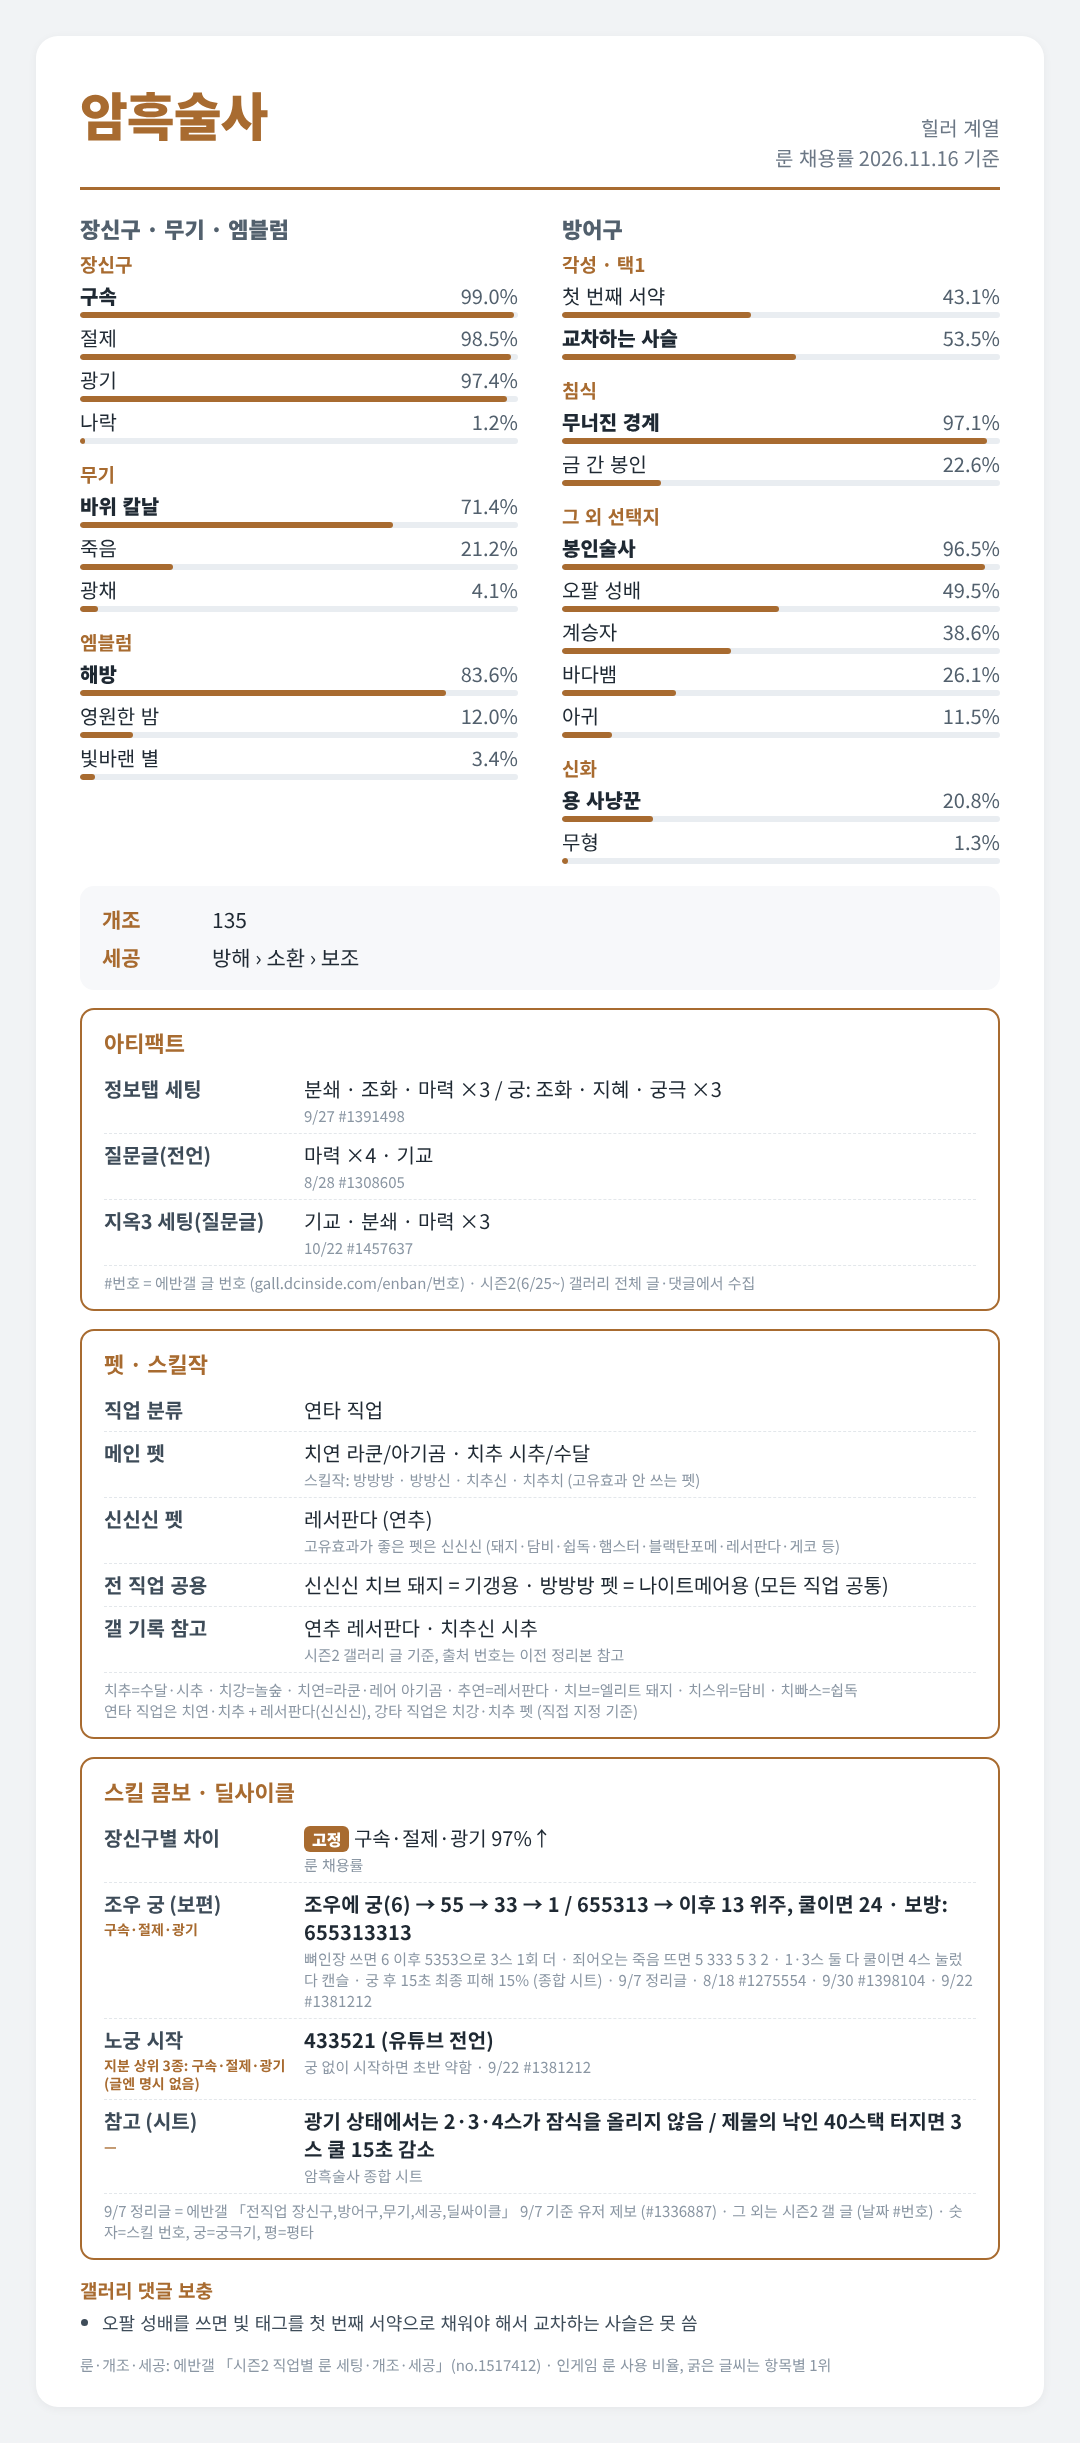 암흑술사
힐러 계열
룬 채용률 2026.11.16 기준
장신구 · 무기 · 엠블럼
장신구
구속 99.0%
절제 98.5%
광기 97.4%
나락 1.2%
무기
바위 칼날 71.4%
죽음 21.2%
광채 4.1%
엠블럼
해방 83.6%
영원한 밤 12.0%
빛바랜 별 3.4%
방어구
각성 · 택1
첫 번째 서약 43.1%
교차하는 사슬 53.5%
침식
무너진 경계 97.1%
금 간 봉인 22.6%
그 외 선택지
봉인술사 96.5%
오팔 성배 49.5%
계승자 38.6%
바다뱀 26.1%
아귀 11.5%
신화
용 사냥꾼 20.8%
무형 1.3%
개조 135
세공 방해 › 소환 › 보조
아티팩트
정보탭 세팅 분쇄 · 조화 · 마력 ×3 / 궁: 조화 · 지혜 · 궁극 ×3
9/27 #1391498
질문글(전언) 마력 ×4 · 기교
8/28 #1308605
지옥3 세팅(질문글) 기교 · 분쇄 · 마력 ×3
10/22 #1457637
#번호 = 에반갤 글 번호 (gall.dcinside.com/enban/번호) · 시즌2(6/25~) 갤러리 전체 글·댓글에서 수집
펫 · 스킬작
직업 분류 연타 직업
메인 펫 치연 라쿤/아기곰 · 치추 시추/수달
스킬작: 방방방 · 방방신 · 치추신 · 치추치 (고유효과 안 쓰는 펫)
신신신 펫 레서판다 (연추)
고유효과가 좋은 펫은 신신신 (돼지·담비·쉽독·햄스터·블랙탄포메·레서판다·게코 등)
전 직업 공용 신신신 치브 돼지 = 기갱용 · 방방방 펫 = 나이트메어용 (모든 직업 공통)
갤 기록 참고 연추 레서판다 · 치추신 시추
시즌2 갤러리 글 기준, 출처 번호는 이전 정리본 참고
치추=수달·시추 · 치강=놀숲 · 치연=라쿤·레어 아기곰 · 추연=레서판다 · 치브=엘리트 돼지 · 치스위=담비 · 치빠스=쉽독
연타 직업은 치연·치추 + 레서판다(신신신), 강타 직업은 치강·치추 펫 (직접 지정 기준)
스킬 콤보 · 딜사이클
장신구별 차이 고정 구속·절제·광기 97%↑
룬 채용률
조우 궁 (보편) 조우에 궁(6) → 55 → 33 → 1 / 655313 → 이후 13 위주, 쿨이면 24 · 보방:
구속·절제·광기 655313313
뼈인장 쓰면 6 이후 5353으로 3스 1회 더 · 죄어오는 죽음 뜨면 5 333 5 3 2 · 1·3스 둘 다 쿨이면 4스 눌렀
다 캔슬 · 궁 후 15초 최종 피해 15% (종합 시트) · 9/7 정리글 · 8/18 #1275554 · 9/30 #1398104 · 9/22
#1381212
노궁 시작 433521 (유튜브 전언)
지분 상위 3종: 구속·절제·광기 궁 없이 시작하면 초반 약함 · 9/22 #1381212
(글엔 명시 없음)
참고 (시트) 광기 상태에서는 2·3·4스가 잠식을 올리지 않음 / 제물의 낙인 40스택 터지면 3
— 스 쿨 15초 감소
암흑술사 종합 시트
9/7 정리글 = 에반갤 「전직업 장신구,방어구,무기,세공,딜싸이클」 9/7 기준 유저 제보 (#1336887) · 그 외는 시즌2 갤 글 (날짜 #번호) · 숫
자=스킬 번호, 궁=궁극기, 평=평타
갤러리 댓글 보충
• 오팔 성배를 쓰면 빛 태그를 첫 번째 서약으로 채워야 해서 교차하는 사슬은 못 씀
룬·개조·세공: 에반갤 「시즌2 직업별 룬 세팅·개조·세공」(no.1517412) · 인게임 룬 사용 비율, 굵은 글씨는 항목별 1위